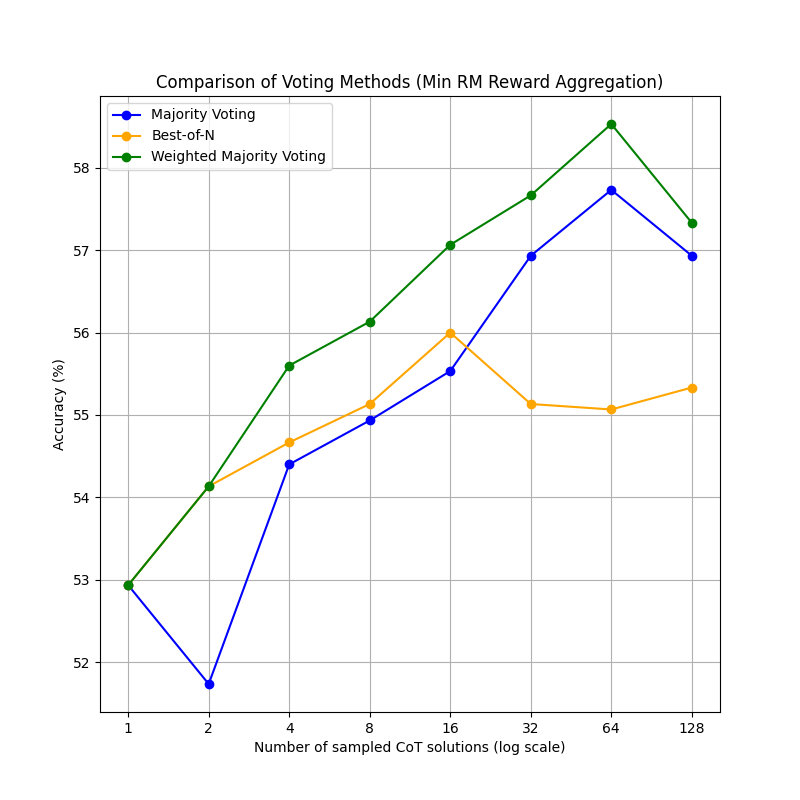 Comparison of Voting Methods (Min RM Reward Aggregation)
Majority Voting
Best-of-N
Weighted Majority Voting
58
57
56
55
54
53
52
Accuracy (%)
1 2 4 8 16 32 64 128
Number of sampled CoT solutions (log scale)